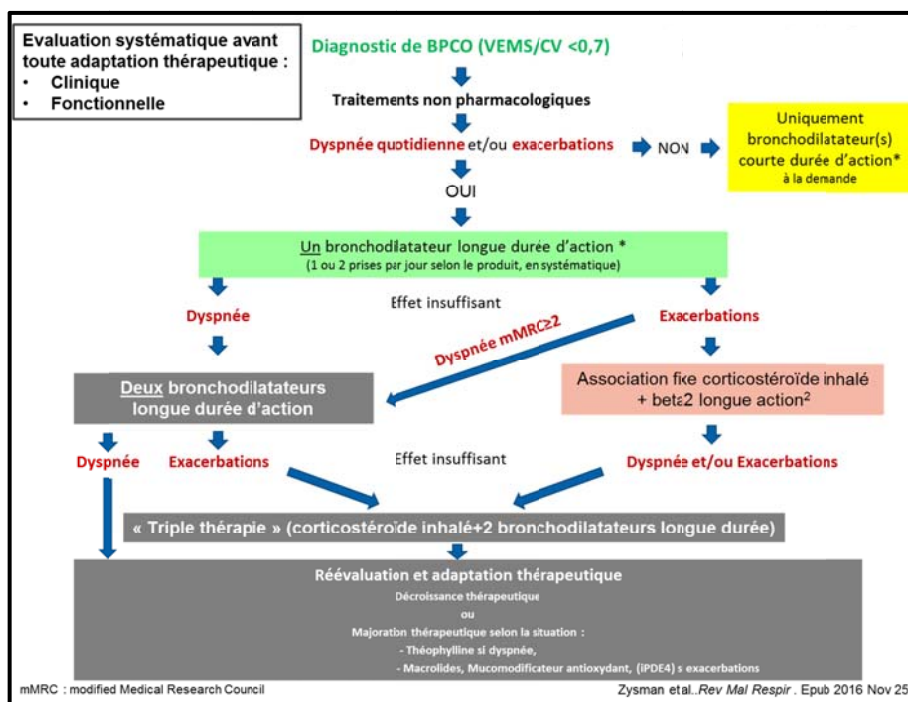 Evaluation systématique avant
toute adaptation thérapeutique :
• Clinique
• Fonctionnelle
Diagnostic de BPCO (VEMS/CV <0,7)
Traitements non pharmacologiques
Dyspnée quotidienne et/ou exacerbations
NON
Uniquement
bronchodilatateur(s)
courte durée d'action*
à la demande
OUI
Un bronchodilatateur longue durée d'action *
(1 ou 2 prises par jour selon le produit, en systématique)
Effet insuffisant
Dyspnée
Dyspnée mMRC≥2
Exacerbations
Deux bronchodilatateurs
longue durée d'action
Association fixe corticostéroïde inhalé
+ beta2 longue action²
Dyspnée
Exacerbations
Effet insuffisant
Dyspnée et/ou Exacerbations
« Triple thérapie » (corticostéroïde inhalé+2 bronchodilatateurs longue durée)
Réévaluation et adaptation thérapeutique
Décroissance thérapeutique
ou
Majoration thérapeutique selon la situation :
- Théophylline si dyspnée,
- Macrolides, Mucomodificateur antioxydant, (iPDE4) s exacerbations
mMRC : modified Medical Research Council
Zysman etal..Rev Mal Respir . Epub 2016 Nov 25